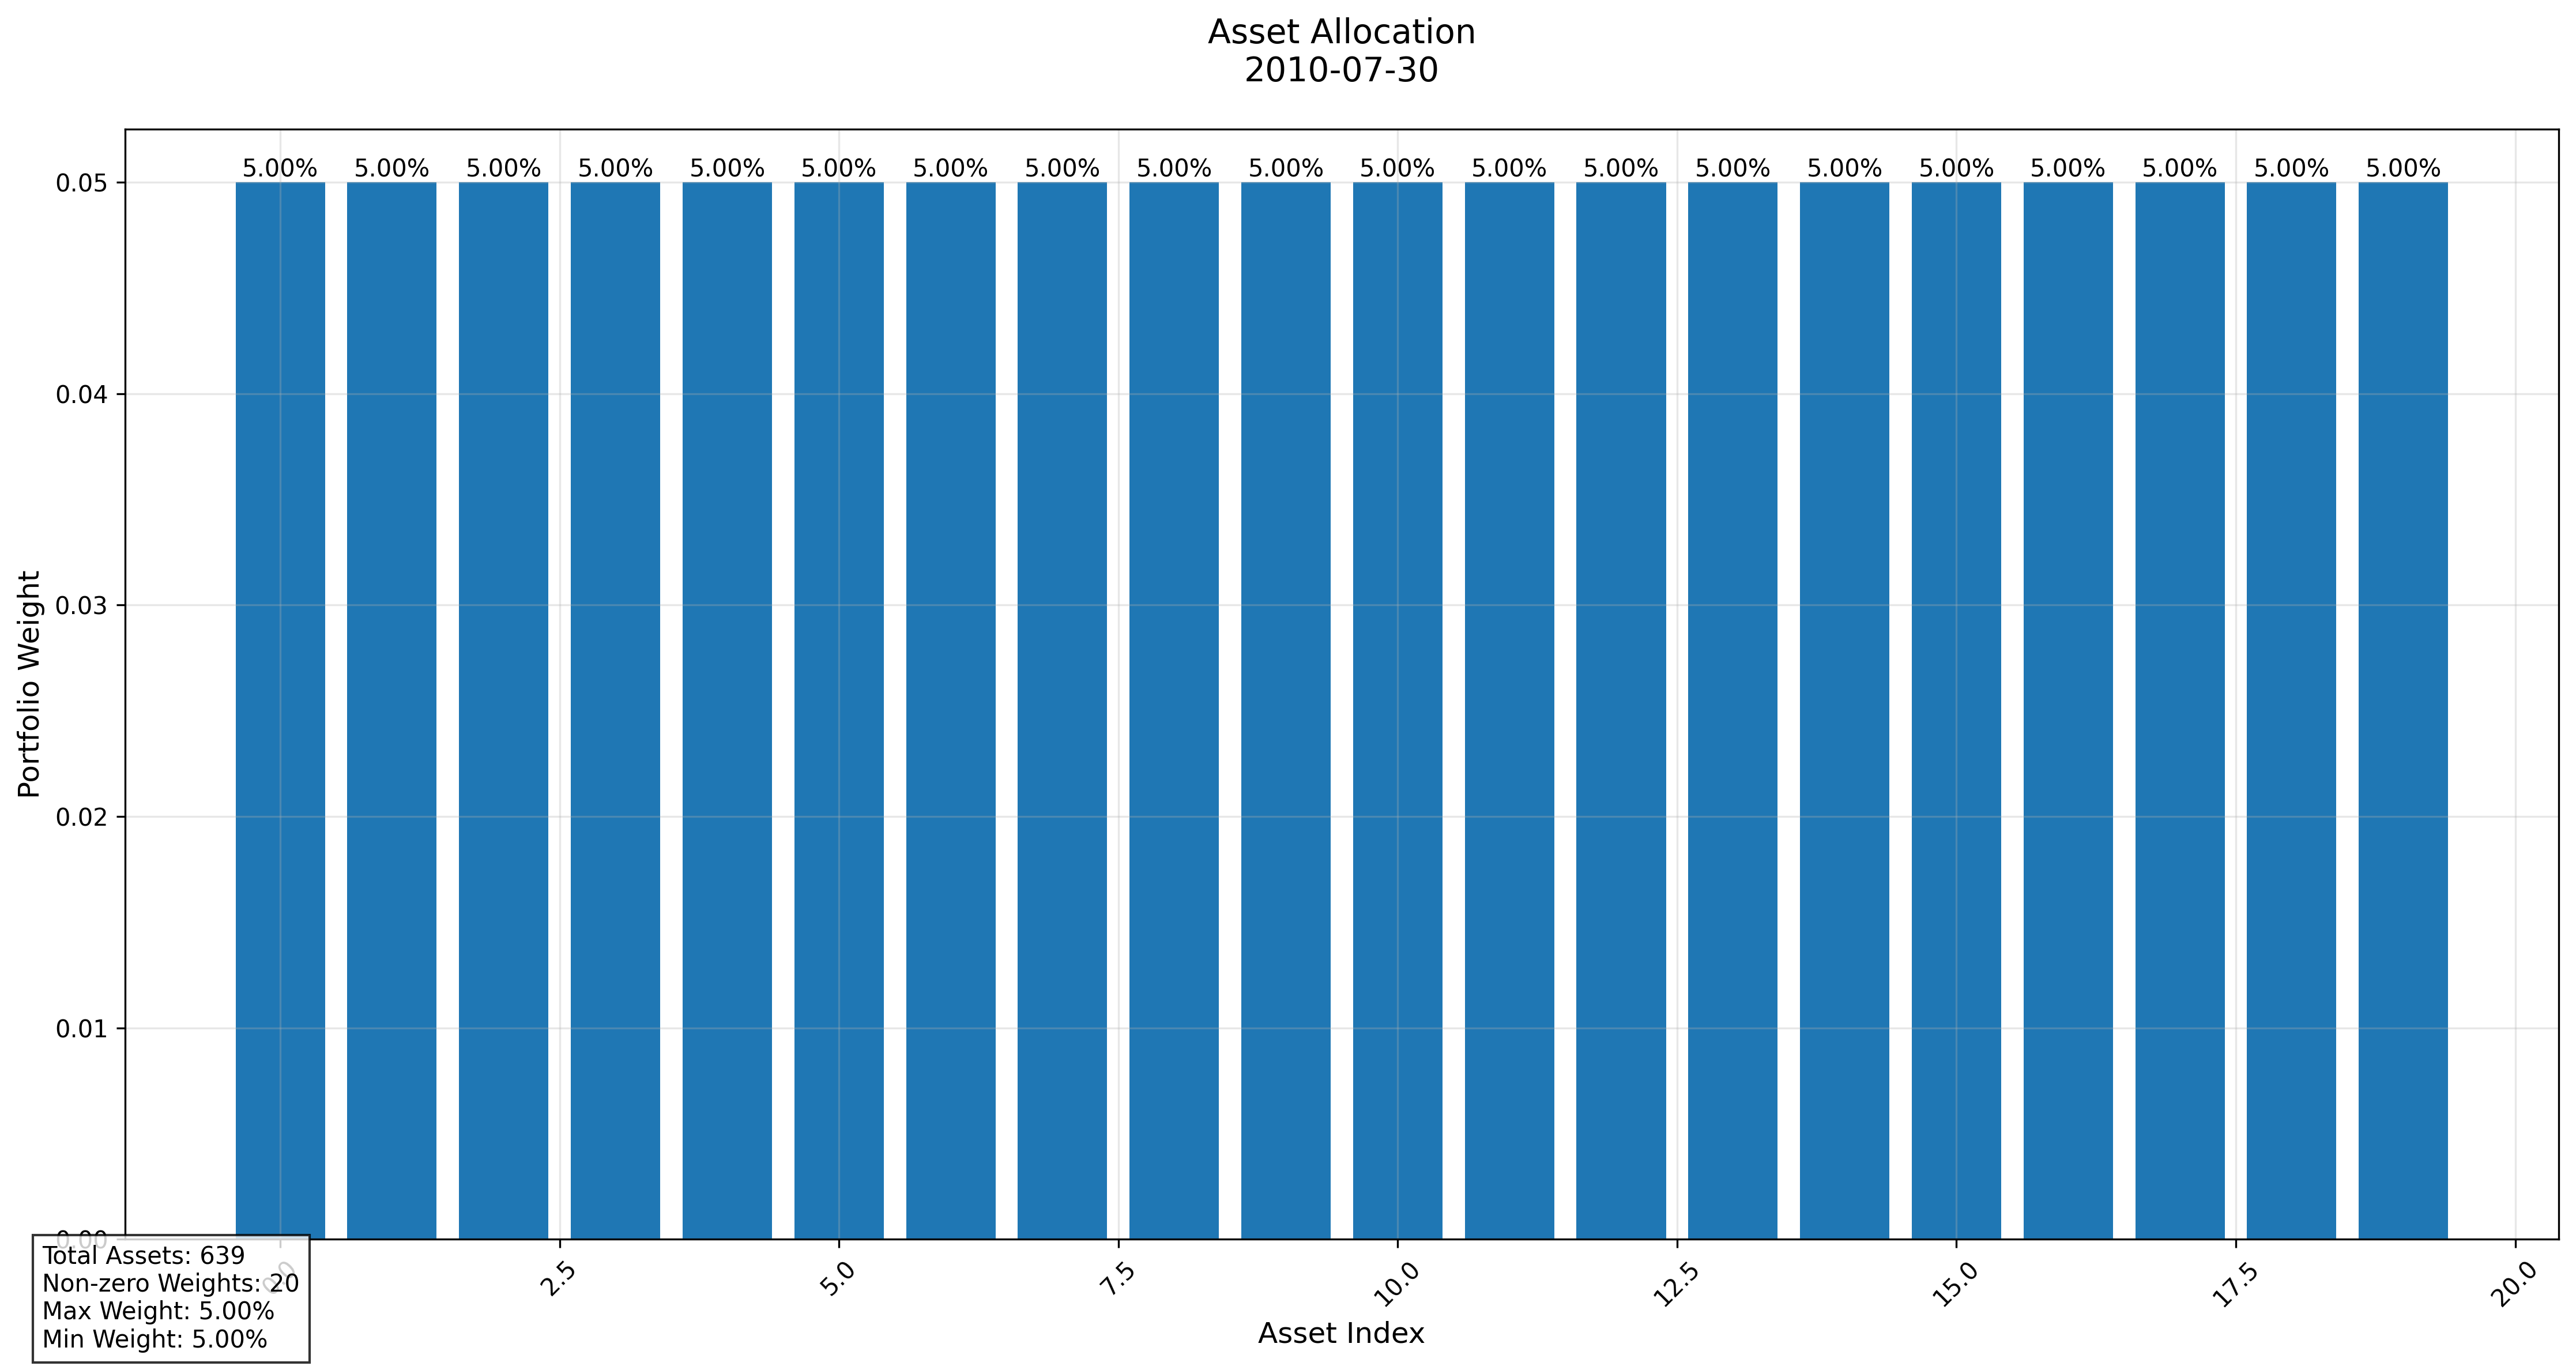 Asset Allocation
2010-07-30
5.00% 5.00% 5.00% 5.00% 5.00% 5.00% 5.00% 5.00% 5.00% 5.00% 5.00% 5.00% 5.00% 5.00% 5.00% 5.00% 5.00% 5.00% 5.00% 5.00%
0.05
0.04
0.03
0.02
0.01
0.00
Portfolio Weight
0.0 2.5 5.0 7.5 10.0 12.5 15.0 17.5 20.0
Asset Index
Total Assets: 639
Non-zero Weights: 20
Max Weight: 5.00%
Min Weight: 5.00%